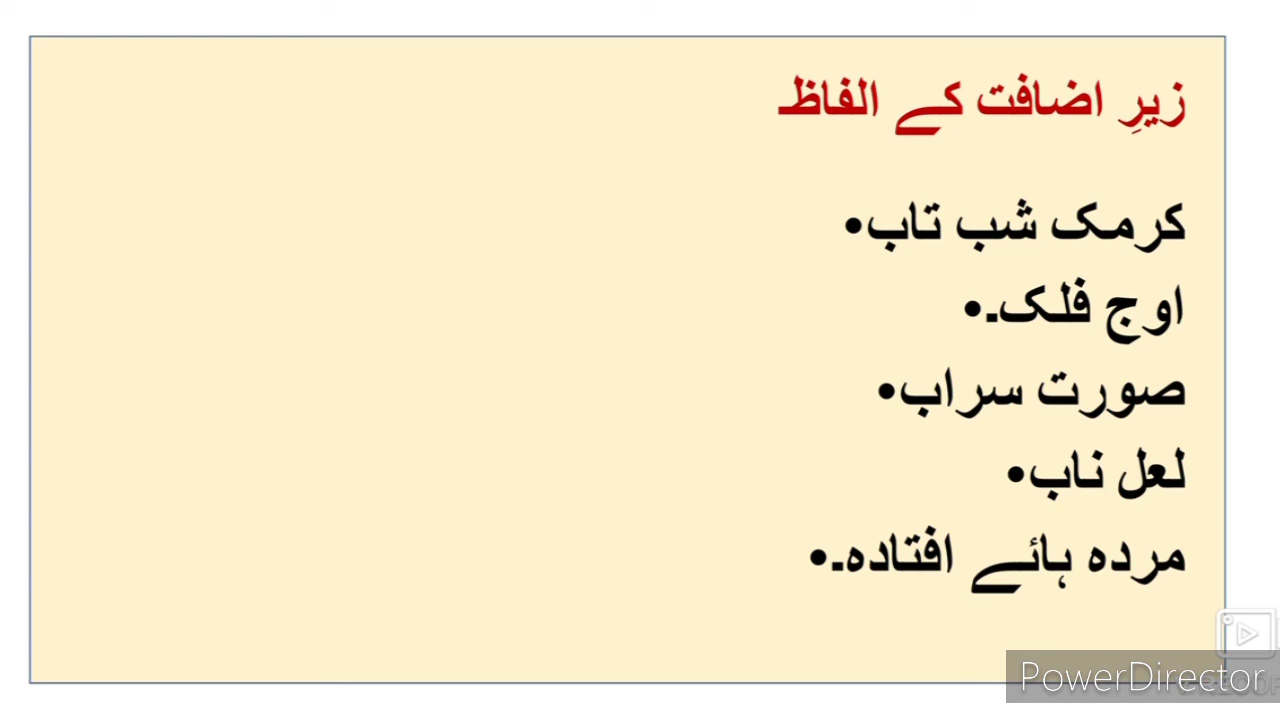 زیرِ اضافت کے الفاظ
کرمک شب تاب•
اوج فلک۔•
صورت سراب•
لعل ناب•
مردہ ہائے افتادہ۔•
PowerDirector